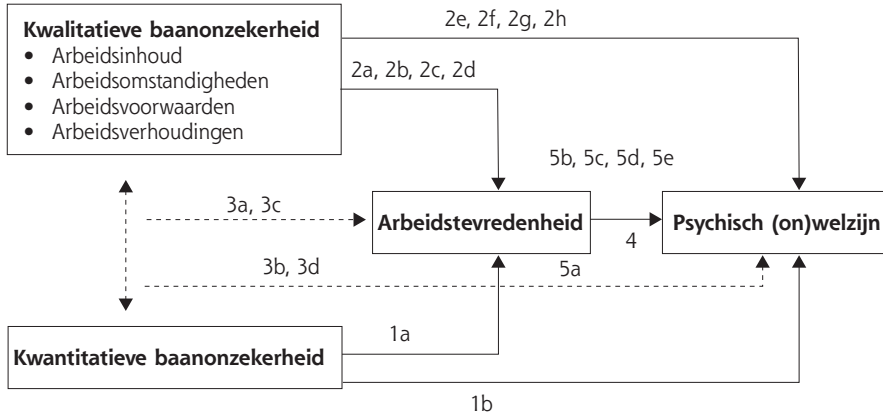 Kwalitatieve baanonzekerheid
• Arbeidsinhoud
• Arbeidsomstandigheden
• Arbeidsvoorwaarden
• Arbeidsverhoudingen
2e, 2f, 2g, 2h
2a, 2b, 2c, 2d
5b, 5c, 5d, 5e
3a, 3c
Arbeidstevredenheid
4
Psychisch (on)welzijn
3b, 3d
5a
Kwantitatieve baanonzekerheid
1a
1b